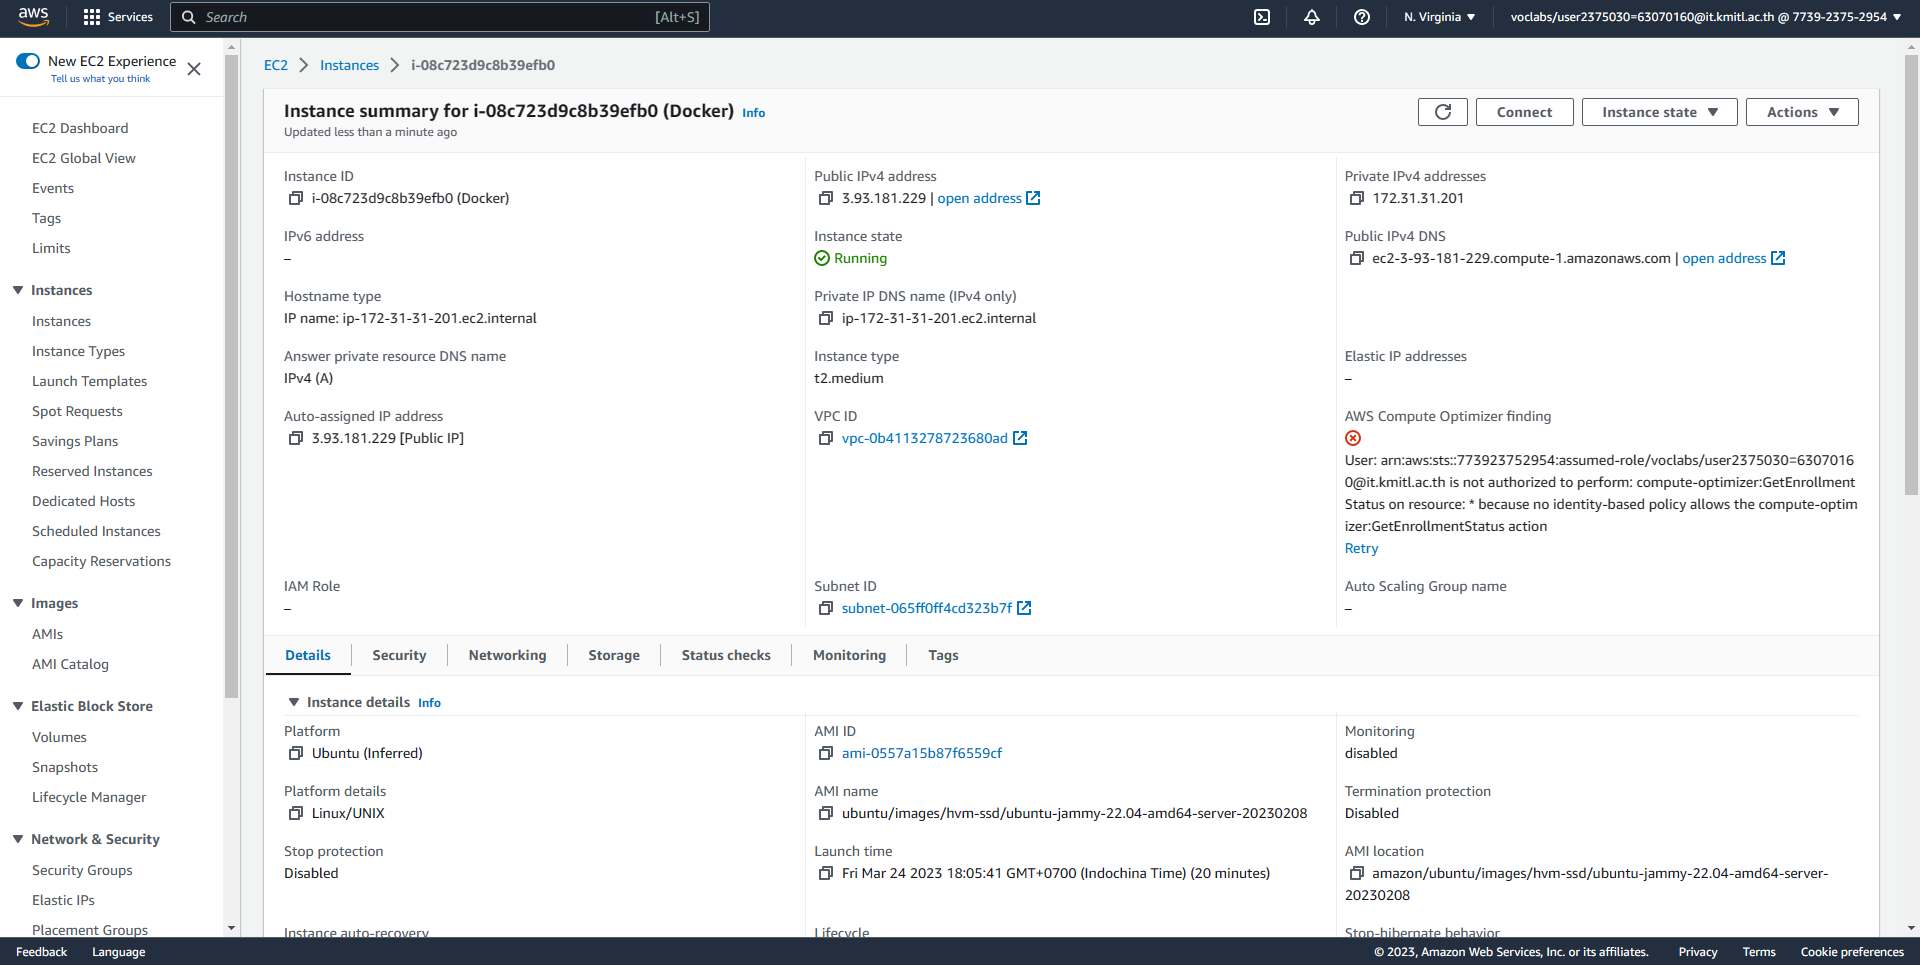 aws
Services
Search
[Alt+S]
N. Virginia
voclabs/user2375030=63070160@it.kmitl.ac.th @ 7739-2375-2954
New EC2 Experience
Tell us what you think
EC2 Dashboard
EC2 Global View
Events
Tags
Limits
Instances
Instances
Instance Types
Launch Templates
Spot Requests
Savings Plans
Reserved Instances
Dedicated Hosts
Scheduled Instances
Capacity Reservations
Images
AMIs
AMI Catalog
Elastic Block Store
Volumes
Snapshots
Lifecycle Manager
Network & Security
Security Groups
Elastic IPs
Placement Groups
EC2
Instances
i-08c723d9c8b39efb0
Instance summary for i-08c723d9c8b39efb0 (Docker) Info
Updated less than a minute ago
Connect
Instance state
Actions
Instance ID
i-08c723d9c8b39efb0 (Docker)
Public IPv4 address
3.93.181.229 | open address
Private IPv4 addresses
172.31.31.201
IPv6 address
–
Instance state
Running
Public IPv4 DNS
ec2-3-93-181-229.compute-1.amazonaws.com | open address
Hostname type
IP name: ip-172-31-31-201.ec2.internal
Private IP DNS name (IPv4 only)
ip-172-31-31-201.ec2.internal
Answer private resource DNS name
IPv4 (A)
Instance type
t2.medium
Elastic IP addresses
–
Auto-assigned IP address
3.93.181.229 [Public IP]
VPC ID
vpc-0b4113278723680ad
AWS Compute Optimizer finding
User: arn:aws:sts::773923752954:assumed-role/voclabs/user2375030=6307016
0@it.kmitl.ac.th is not authorized to perform: compute-optimizer:GetEnrollment
Status on resource: * because no identity-based policy allows the compute-optim
izer:GetEnrollmentStatus action
Retry
IAM Role
–
Subnet ID
subnet-065ff0ff4cd323b7f
Auto Scaling Group name
–
Details
Security
Networking
Storage
Status checks
Monitoring
Tags
Instance details Info
Platform
Ubuntu (Inferred)
AMI ID
ami-0557a15b87f6559cf
Monitoring
disabled
Platform details
Linux/UNIX
AMI name
ubuntu/images/hvm-ssd/ubuntu-jammy-22.04-amd64-server-20230208
Termination protection
Disabled
Stop protection
Disabled
Launch time
Fri Mar 24 2023 18:05:41 GMT+0700 (Indochina Time) (20 minutes)
AMI location
amazon/ubuntu/images/hvm-ssd/ubuntu-jammy-22.04-amd64-server-
20230208
Instance auto-recovery
Lifecycle
Stop-hibernate behavior
Feedback
Language
© 2023, Amazon Web Services, Inc. or its affiliates.
Privacy
Terms
Cookie preferences